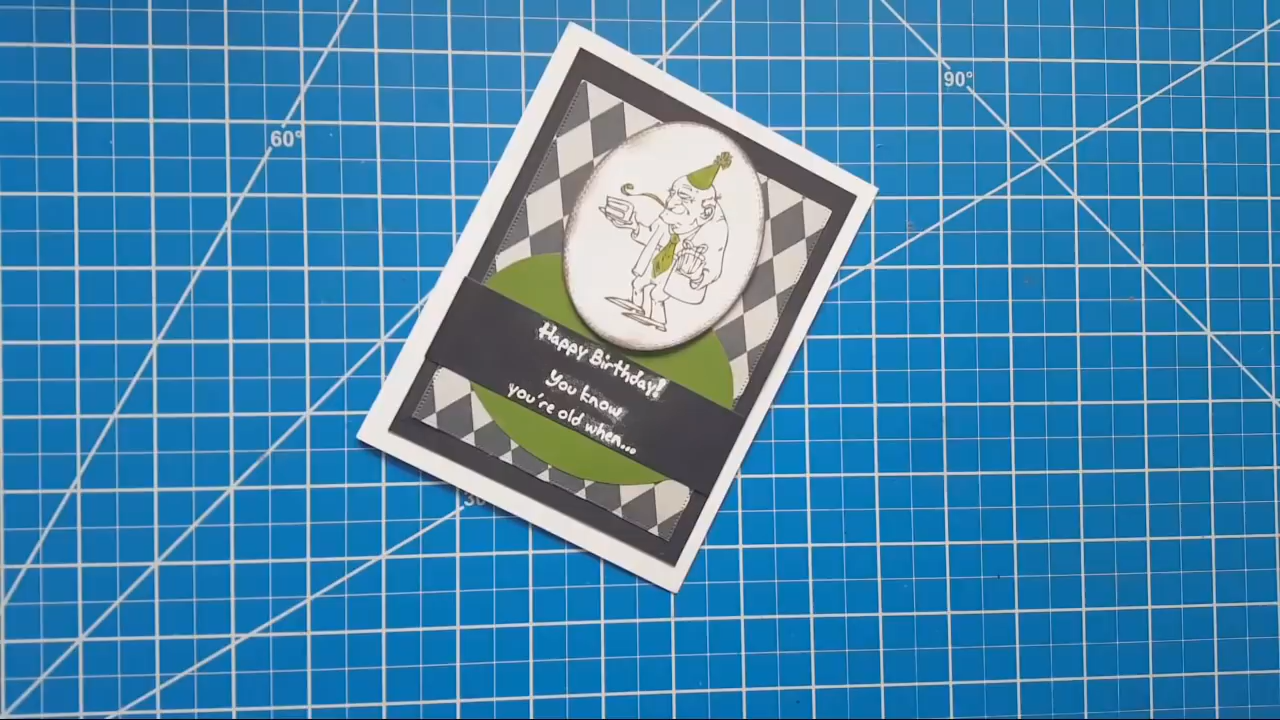 60°
90°
Happy Birthday!
You know
you're old when...